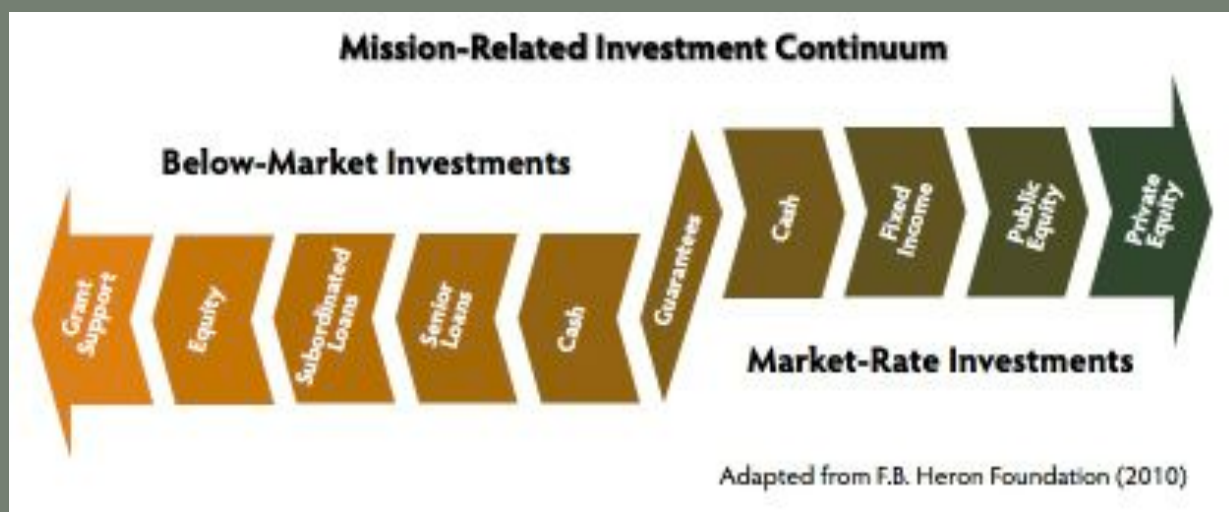 Mission-Related Investment Continuum
Below-Market Investments
Grant
Support
Equity
Subordinated
Loans
Senior
Loans
Cash
Guarantees
Cash
Fixed
Income
Public
Equity
Private
Equity
Market-Rate Investments
Adapted from F.B. Heron Foundation (2010)